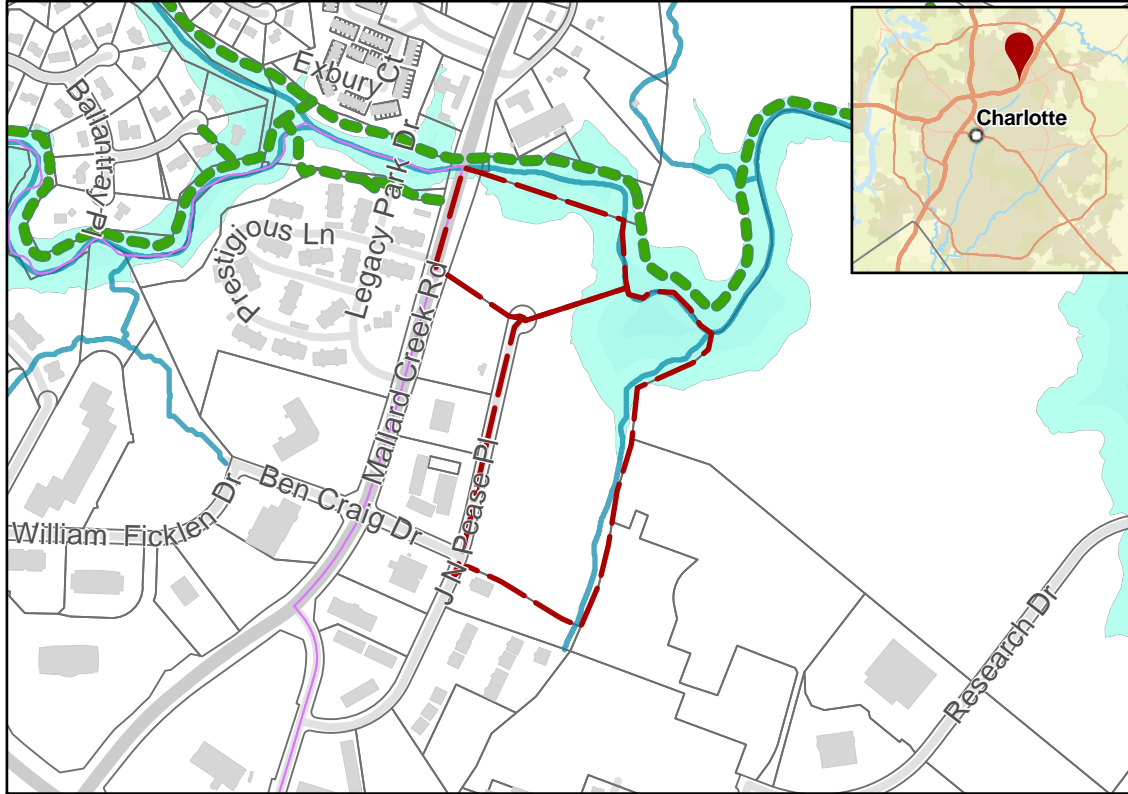 Exbury Ct
Charlotte
Ballantray Pl
Legacy Park Dr
Prestigious Ln
Mallard Creek Rd
Ben Craig Dr
J N Pease Pl
William Ficklen Dr
Research Dr